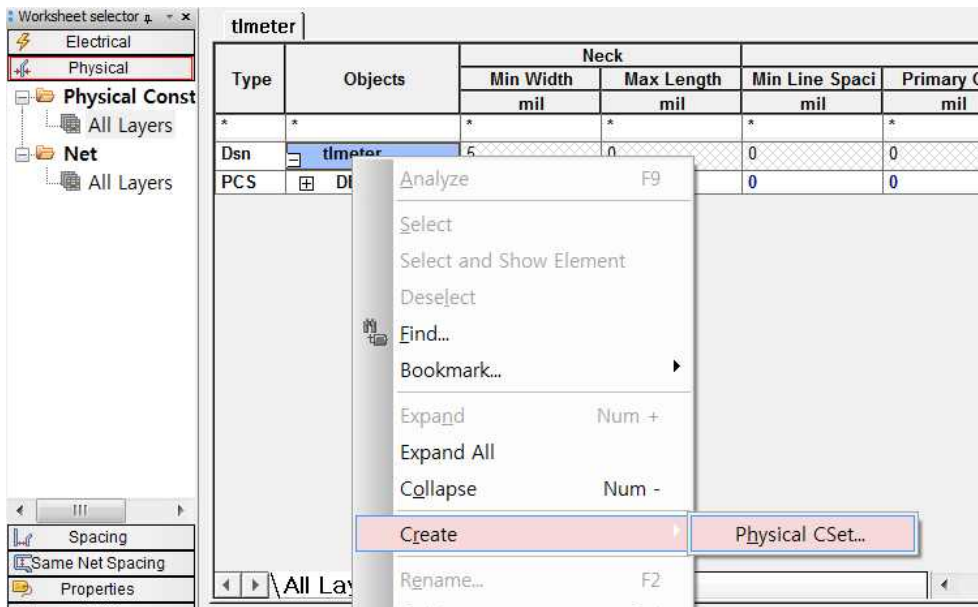 Worksheet selector
Electrical
Physical
Physical Const
All Layers
Net
All Layers
Spacing
Same Net Spacing
Properties
tlmeter
Neck
Type Objects Min Width Max Length Min Line Spaci Primary
mil mil mil mil
* * * * * *
Dsn tlmeter 5 0 0 0
PCS 0 0
Analyze F9
Select
Select and Show Element
Deselect
Find...
Bookmark...
Expand Num +
Expand All
Collapse Num -
Create Physical CSet...
Rename... F2
All Lay